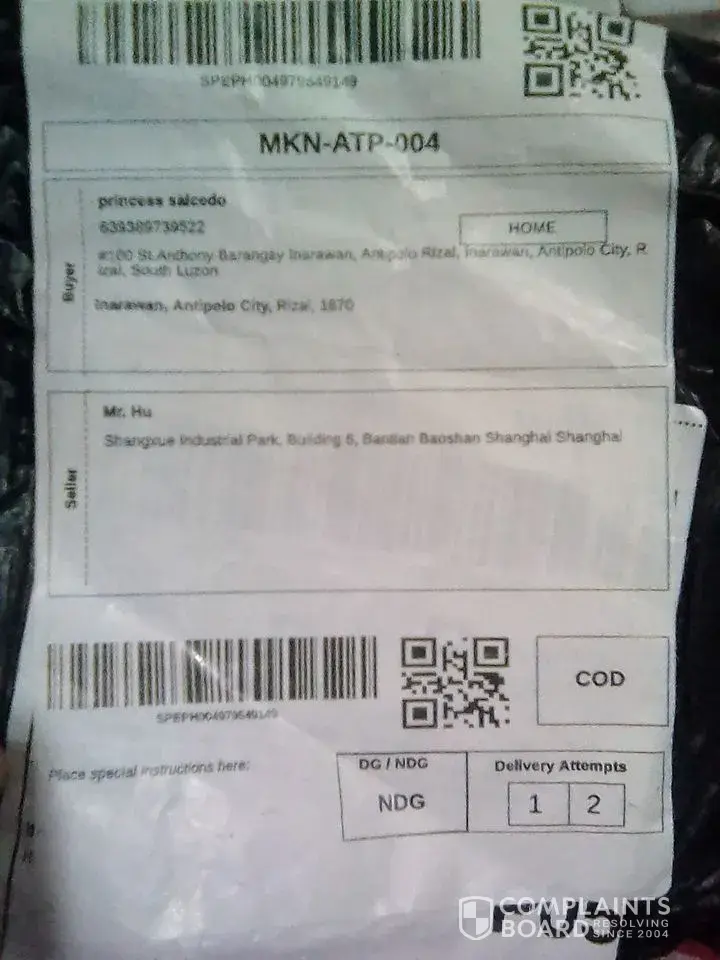 SPEPH004979549149
MKN-ATP-004
Buyer
princess salcedo
639389739522
HOME
#100 St.Anthony Barangay Inarawan, Antipolo Rizal, Inarawan, Antipolo City, R
izal, South Luzon
Inarawan, Antipolo City, Rizal, 1870
Seller
Mr. Hu
Shangxue Industrial Park, Building 6, Bantian Baoshan Shanghai Shanghai
SPEPH004979549149
COD
Place special instructions here:
DG / NDG
NDG
Delivery Attempts
1 2
COMPLAINTS
BOARD RESOLVING
SINCE 2004